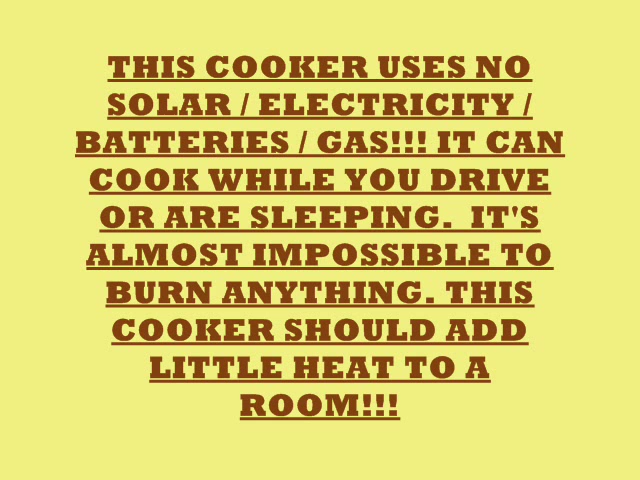 THIS COOKER USES NO
SOLAR / ELECTRICITY /
BATTERIES / GAS!!! IT CAN
COOK WHILE YOU DRIVE
OR ARE SLEEPING.  IT'S
ALMOST IMPOSSIBLE TO
BURN ANYTHING. THIS
COOKER SHOULD ADD
LITTLE HEAT TO A
ROOM!!!